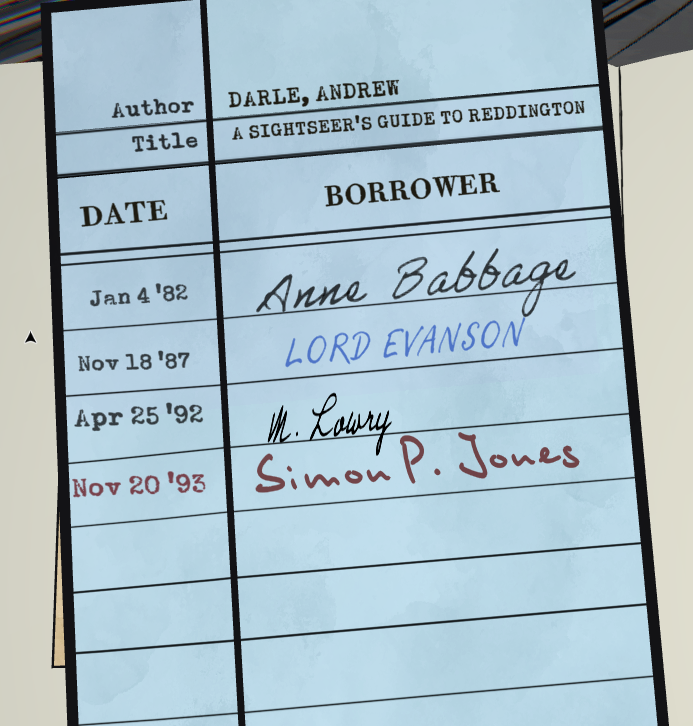 Author DARLE, ANDREW
Title A SIGHTSEER'S GUIDE TO REDDINGTON
DATE BORROWER
Jan 4 '82 Anne Babbage
Nov 18 '87 LORD EVANSON
Apr 25 '92 M. Lowry
Nov 20 '93 Simon P. Jones